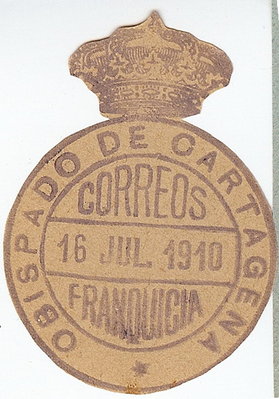 OBISPADO DE CARTAGENA
CORREOS
16 JUL. 1910
FRANQUICIA